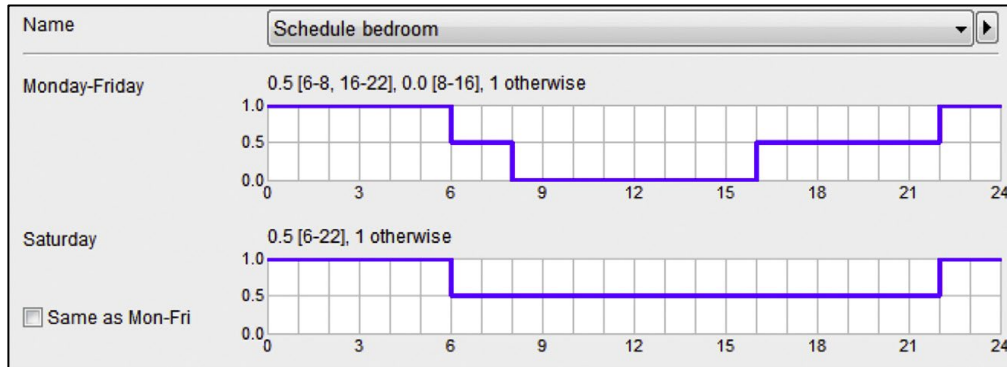 Name
Schedule bedroom
Monday-Friday
0.5 [6-8, 16-22], 0.0 [8-16], 1 otherwise
1.0
0.5
0.0
0 3 6 9 12 15 18 21 24
Saturday
0.5 [6-22], 1 otherwise
1.0
0.5
Same as Mon-Fri
0.0
0 3 6 9 12 15 18 21 24